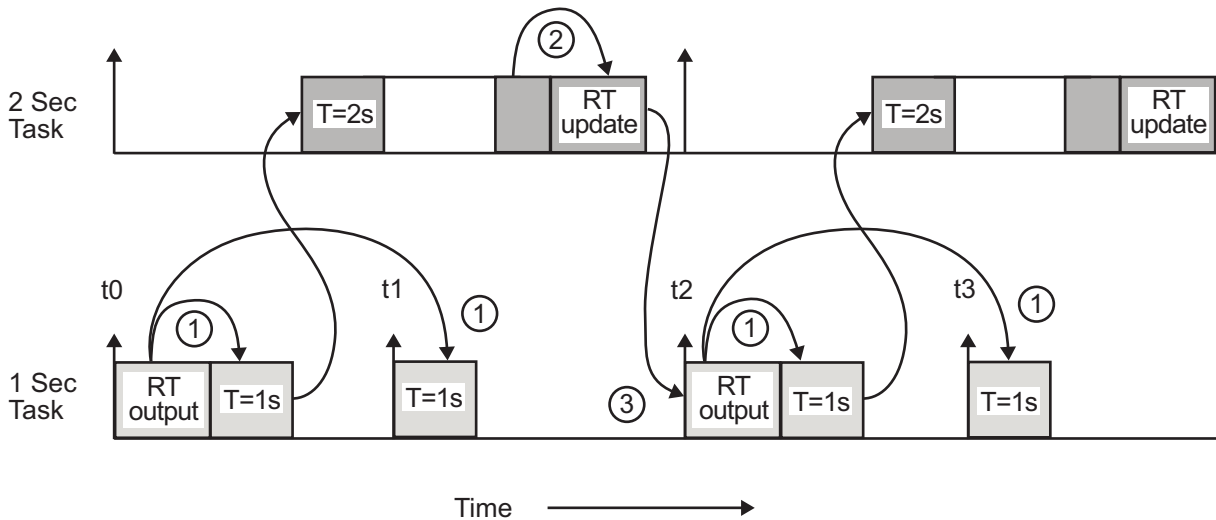 2
2 Sec
Task
T=2s
RT
update
T=2s
RT
update
t0
t1
t2
t3
1
1
1
1
1 Sec
Task
RT
output
T=1s
T=1s
3
RT
output
T=1s
T=1s
Time